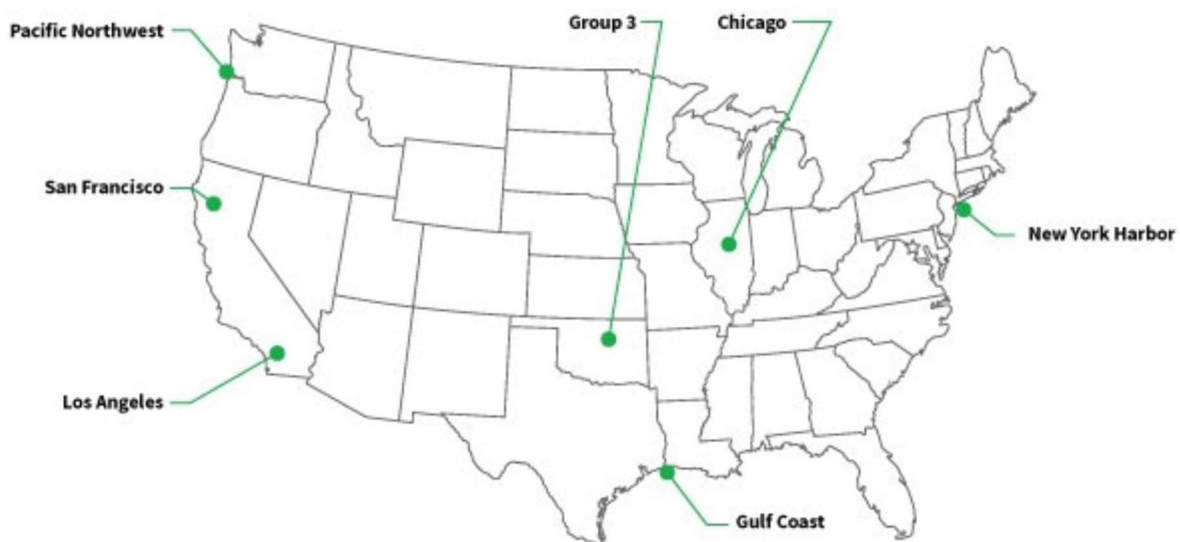 Pacific Northwest
Group 3
Chicago
San Francisco
New York Harbor
Los Angeles
Gulf Coast